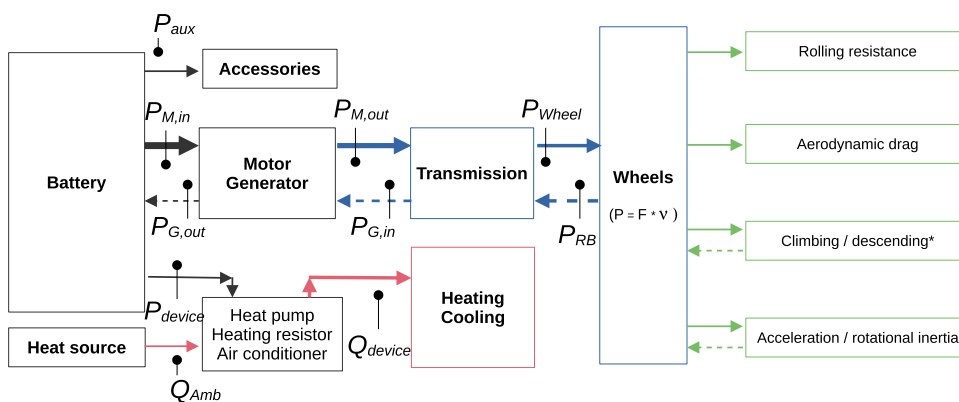 P_aux
Accessories
Rolling resistance
P_M,in
P_M,out
P_Wheel
Battery
Motor
Generator
Transmission
Wheels
(P = F * ν )
Aerodynamic drag
P_G,out
P_G,in
P_RB
Climbing / descending*
P_device
Heat pump
Heating resistor
Air conditioner
Heating
Cooling
Heat source
Q_device
Q_Amb
Acceleration / rotational inertia